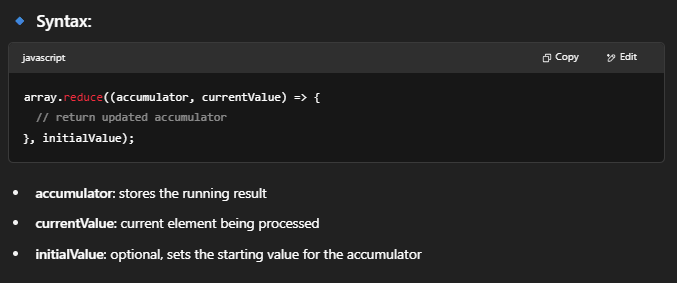 Syntax:
javascript
Copy
Edit
array.reduce((accumulator, currentValue) => {
  // return updated accumulator
}, initialValue);
accumulator: stores the running result
currentValue: current element being processed
initialValue: optional, sets the starting value for the accumulator